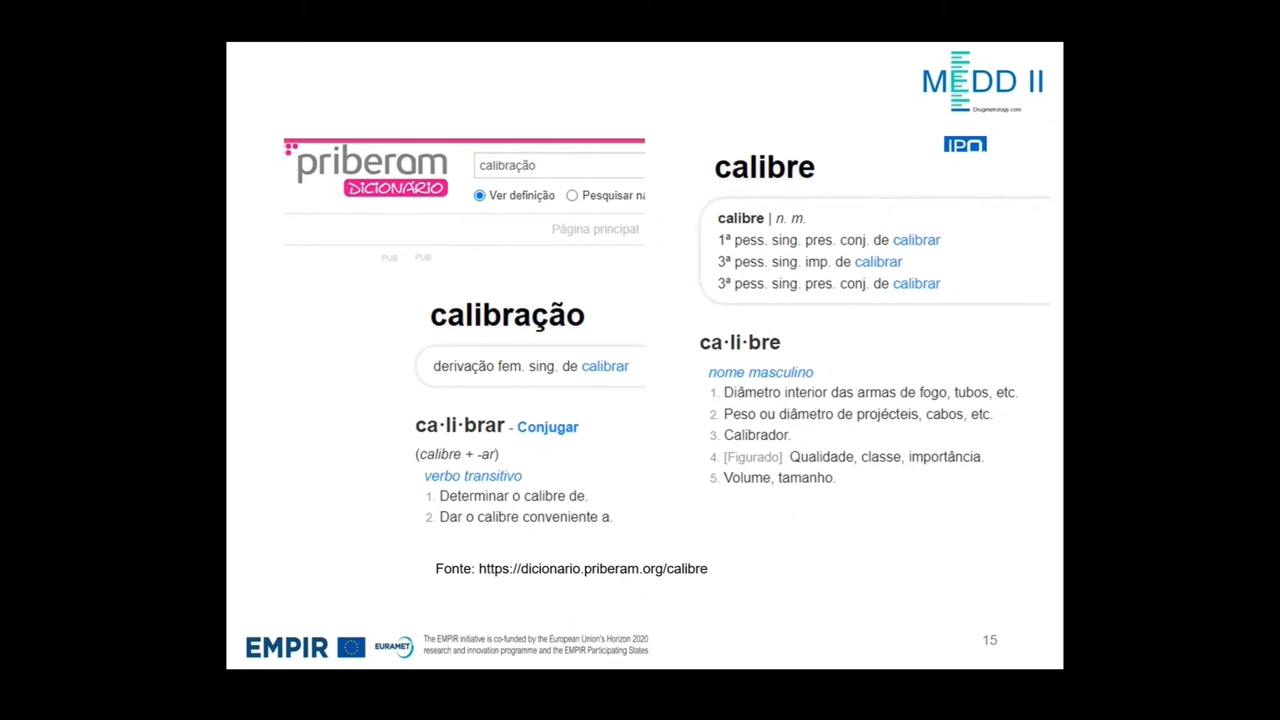 MEDD II
Drugmetrology.com
IPQ
priberam
DICIONÁRIO
calibração
Ver definição
Pesquisar na
Página principal
PUB PUB
calibração
derivação fem. sing. de calibrar
ca·li·brar - Conjugar
(calibre + -ar)
verbo transitivo
1. Determinar o calibre de.
2. Dar o calibre conveniente a.
calibre
calibre | n. m.
1ª pess. sing. pres. conj. de calibrar
3ª pess. sing. imp. de calibrar
3ª pess. sing. pres. conj. de calibrar
ca·li·bre
nome masculino
1. Diâmetro interior das armas de fogo, tubos, etc.
2. Peso ou diâmetro de projécteis, cabos, etc.
3. Calibrador.
4. [Figurado] Qualidade, classe, importância.
5. Volume, tamanho.
Fonte: https://dicionario.priberam.org/calibre
EMPIR
EURAMET
The EMPIR initiative is co-funded by the European Union's Horizon 2020
research and innovation programme and the EMPIR Participating States
15